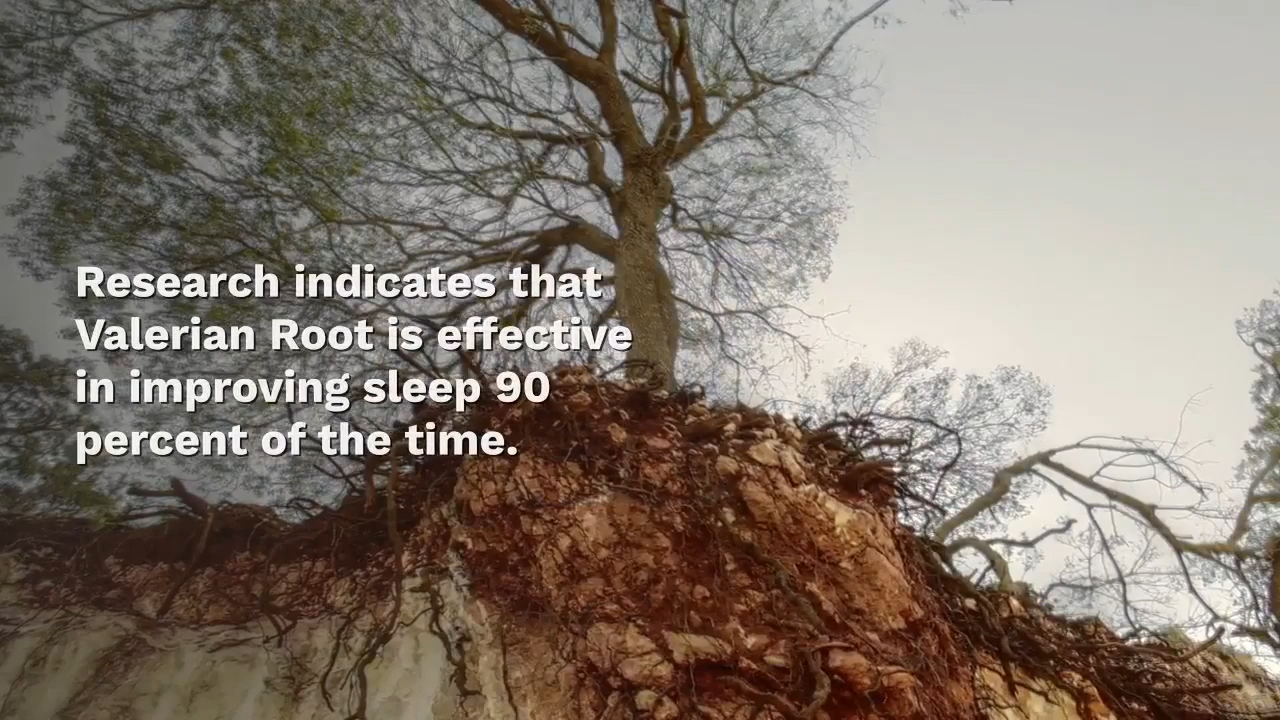 Research indicates that
Valerian Root is effective
in improving sleep 90
percent of the time.